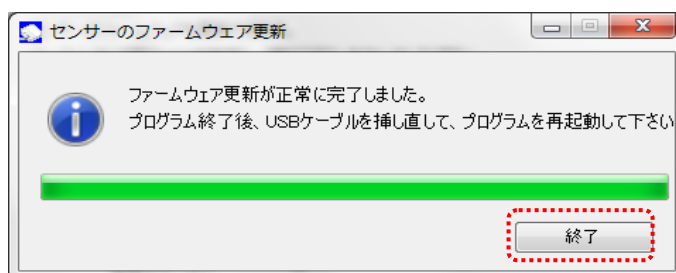 センサーのファームウェア更新
ファームウェア更新が正常に完了しました。
プログラム終了後、USBケーブルを挿し直して、プログラムを再起動して下さい
終了